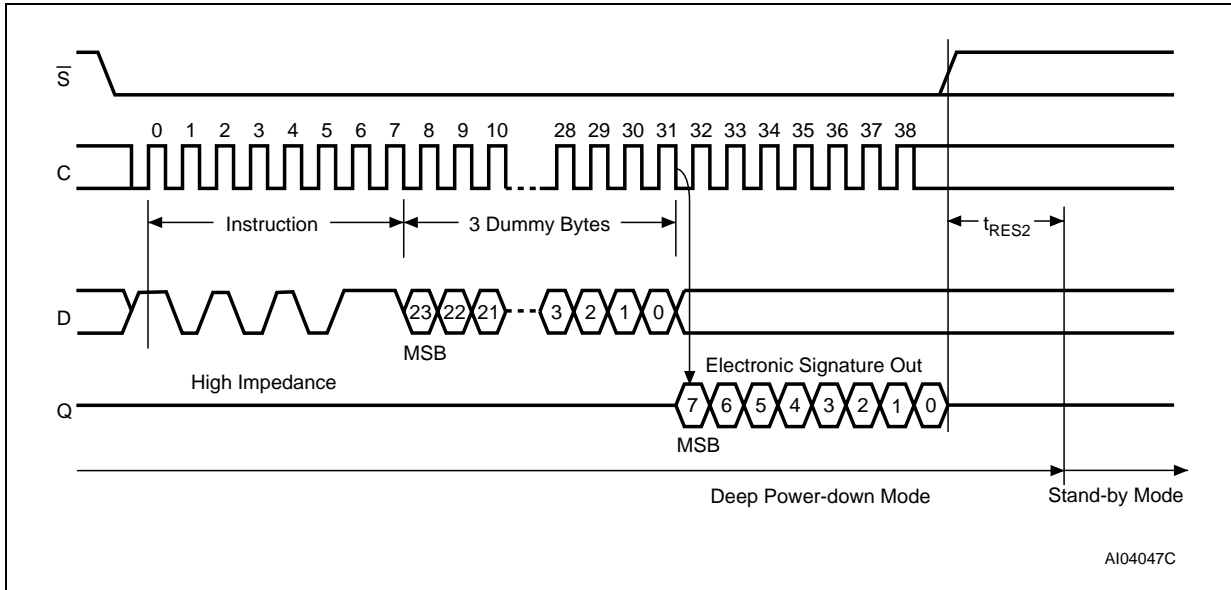 S
0 1 2 3 4 5 6 7 8 9 10 28 29 30 31 32 33 34 35 36 37 38
C
Instruction 3 Dummy Bytes tRES2
D 23 22 21 3 2 1 0
MSB
High Impedance Electronic Signature Out
Q 7 6 5 4 3 2 1 0
MSB
Deep Power-down Mode Stand-by Mode
AI04047C